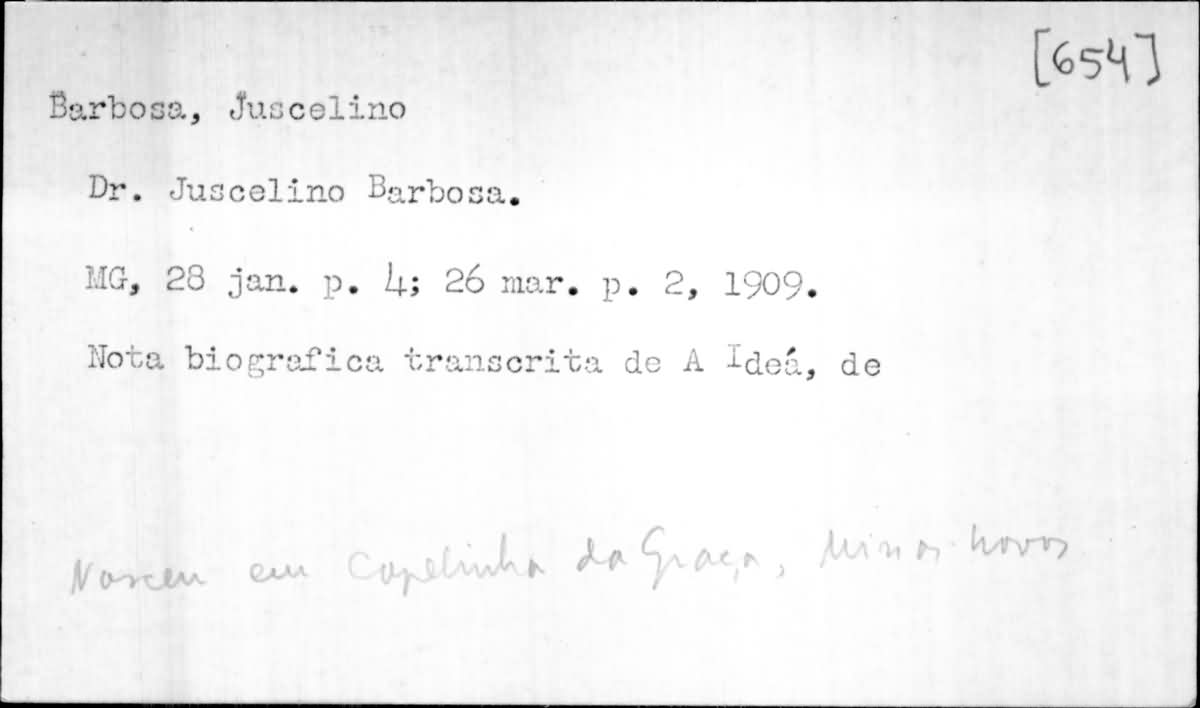 [654]
Barbosa, Juscelino
Dr. Juscelino Barbosa.
MG, 28 jan. p. 4; 26 mar. p. 2, 1909.
Nota biografica transcrita de A Ideá, de
Nasceu em Capelinha da Graça, Minas Novas